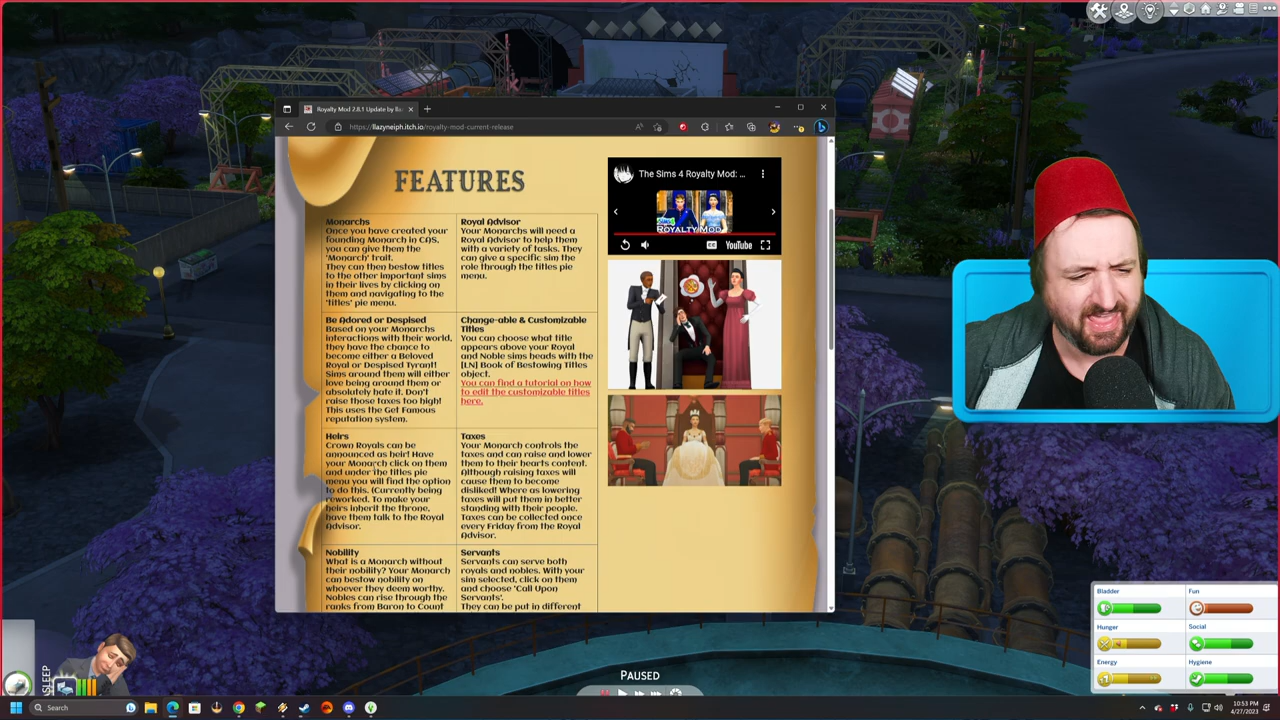 Royalty Mod 2.8.1 Update by
https://llazyneiph.itch.io/royalty-mod-current-release
FEATURES
Monarchs
Once you have created your
founding Monarch in CAS,
you can give them the
'Monarch' trait.
They can then bestow titles
to the other important sims
in their lives by clicking on
them and navigating to the
'titles' pie menu.
Royal Advisor
Your Monarchs will need a
Royal Advisor to help them
with a variety of tasks. They
can give a specific sim the
role through the titles pie
menu.
Be Adored or Despised
Based on your Monarchs
interactions with their world,
they have the chance to
become either a Beloved
Royal or Despised Tyrant!
Sims around them will either
love being around them or
absolutely hate it. Don't
raise those taxes too high!
This uses the Get Famous
reputation system.
Change-able & Customizable
Titles
You can choose what title
appears above your Royal
and Noble sims heads with the
[LN] Book of Bestowing Titles
object.
You can find a tutorial on how
to edit the customizable titles
here.
Heirs
Crown Royals can be
announced as heir! Have
your Monarch click on them
and under the titles pie
menu you will find the option
to do this. (Currently being
reworked. To make your
heirs inherit the throne,
have them talk to the Royal
Advisor.
Taxes
Your Monarch controls the
taxes and can raise and lower
them to their hearts content.
Although raising taxes will
cause them to become
disliked! Where as lowering
taxes will put them in better
standing with their people.
Taxes can be collected once
every Friday from the Royal
Advisor.
Nobility
What is a Monarch without
their nobility? Your Monarch
can bestow nobility on
whoever they deem worthy.
Nobles can rise through the
ranks from Baron to Count
Servants
Servants can serve both
royals and nobles. With your
sim selected, click on them
and choose 'Call Upon
Servants'.
They can be put in different
The Sims 4 Royalty Mod: ...
SIMS
ROYALTY MOD
CC
YouTube
Bladder
Fun
Hunger
Social
Energy
Hygiene
SLEEP
PAUSED
Search
10:53 PM
4/27/2023